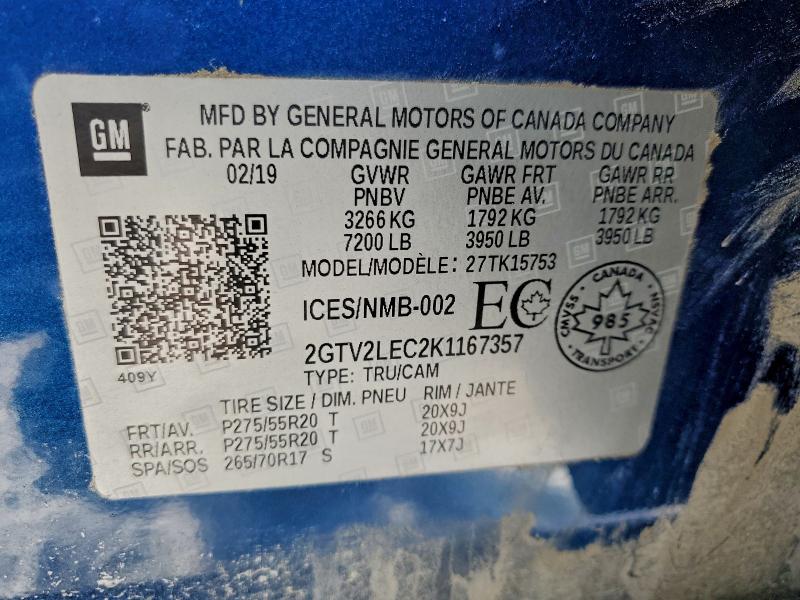 GM
MFD BY GENERAL MOTORS OF CANADA COMPANY
FAB. PAR LA COMPAGNIE GENERAL MOTORS DU CANADA
02/19 GVWR GAWR FRT GAWR RR
PNBV PNBE AV. PNBE ARR.
3266 KG 1792 KG 1792 KG
7200 LB 3950 LB 3950 LB
MODEL/MODÈLE: 27TK15753
ICES/NMB-002 EC
CANADA
CMVSS 985 NSVAC
TRANSPORT
2GTV2LEC2K1167357
409Y
TYPE: TRU/CAM
TIRE SIZE / DIM. PNEU RIM / JANTE
FRT/AV. P275/55R20 T 20X9J
RR/ARR. P275/55R20 T 20X9J
SPA/SOS 265/70R17 S 17X7J